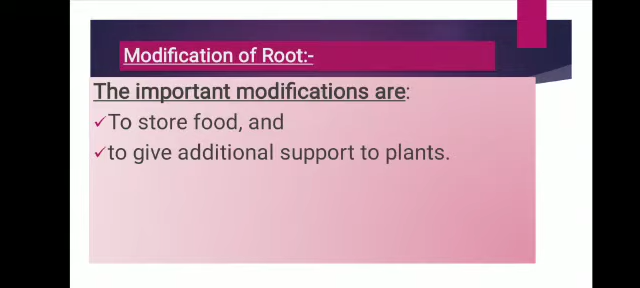 Modification of Root:-
The important modifications are:
✓To store food, and
✓to give additional support to plants.